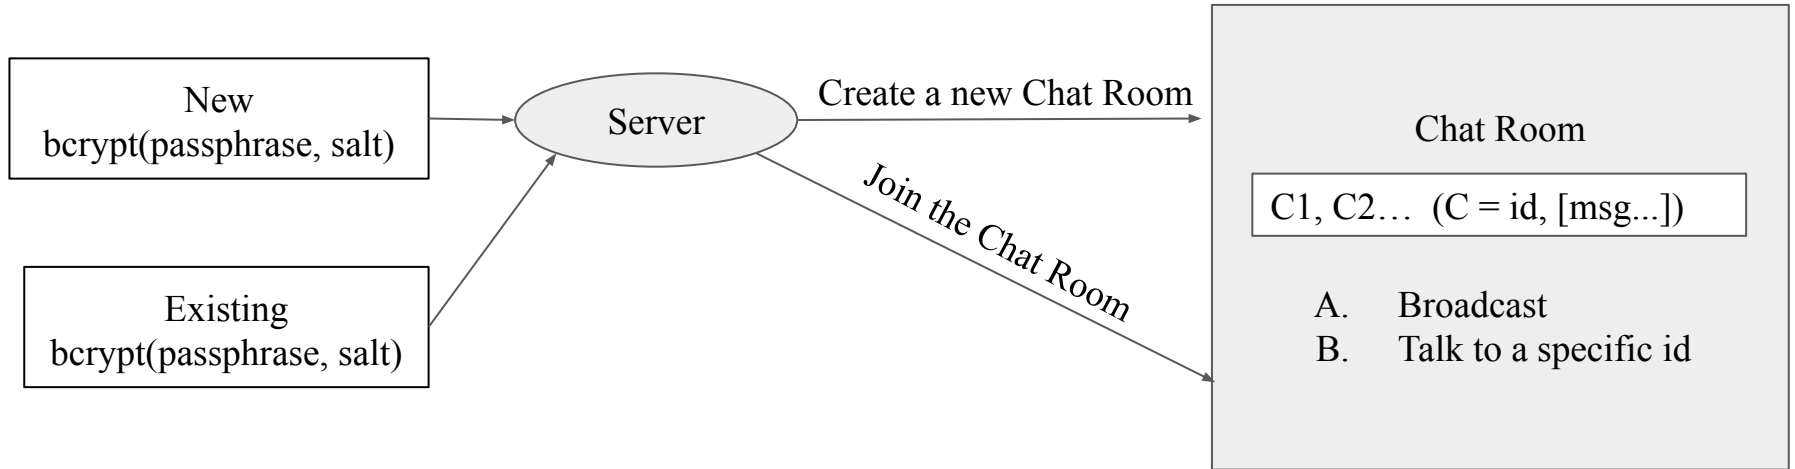 New
bcrypt(passphrase, salt)
Existing
bcrypt(passphrase, salt)
Server
Create a new Chat Room
Join the Chat Room
Chat Room
C1, C2… (C = id, [msg...])
A. Broadcast
B. Talk to a specific id